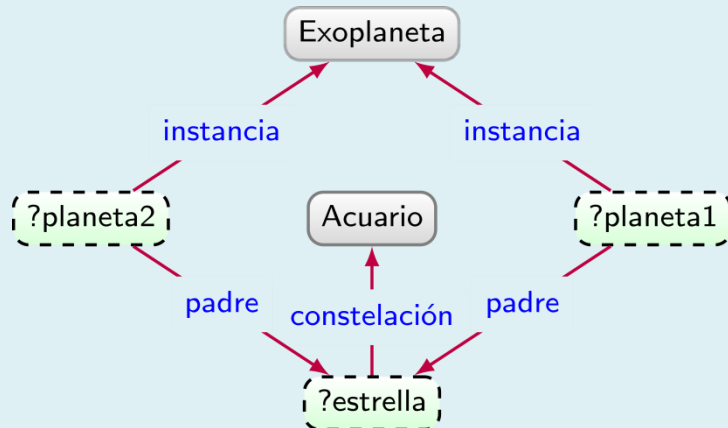 Exoplaneta
instancia
instancia
?planeta2
Acuario
?planeta1
padre
constelación
padre
?estrella